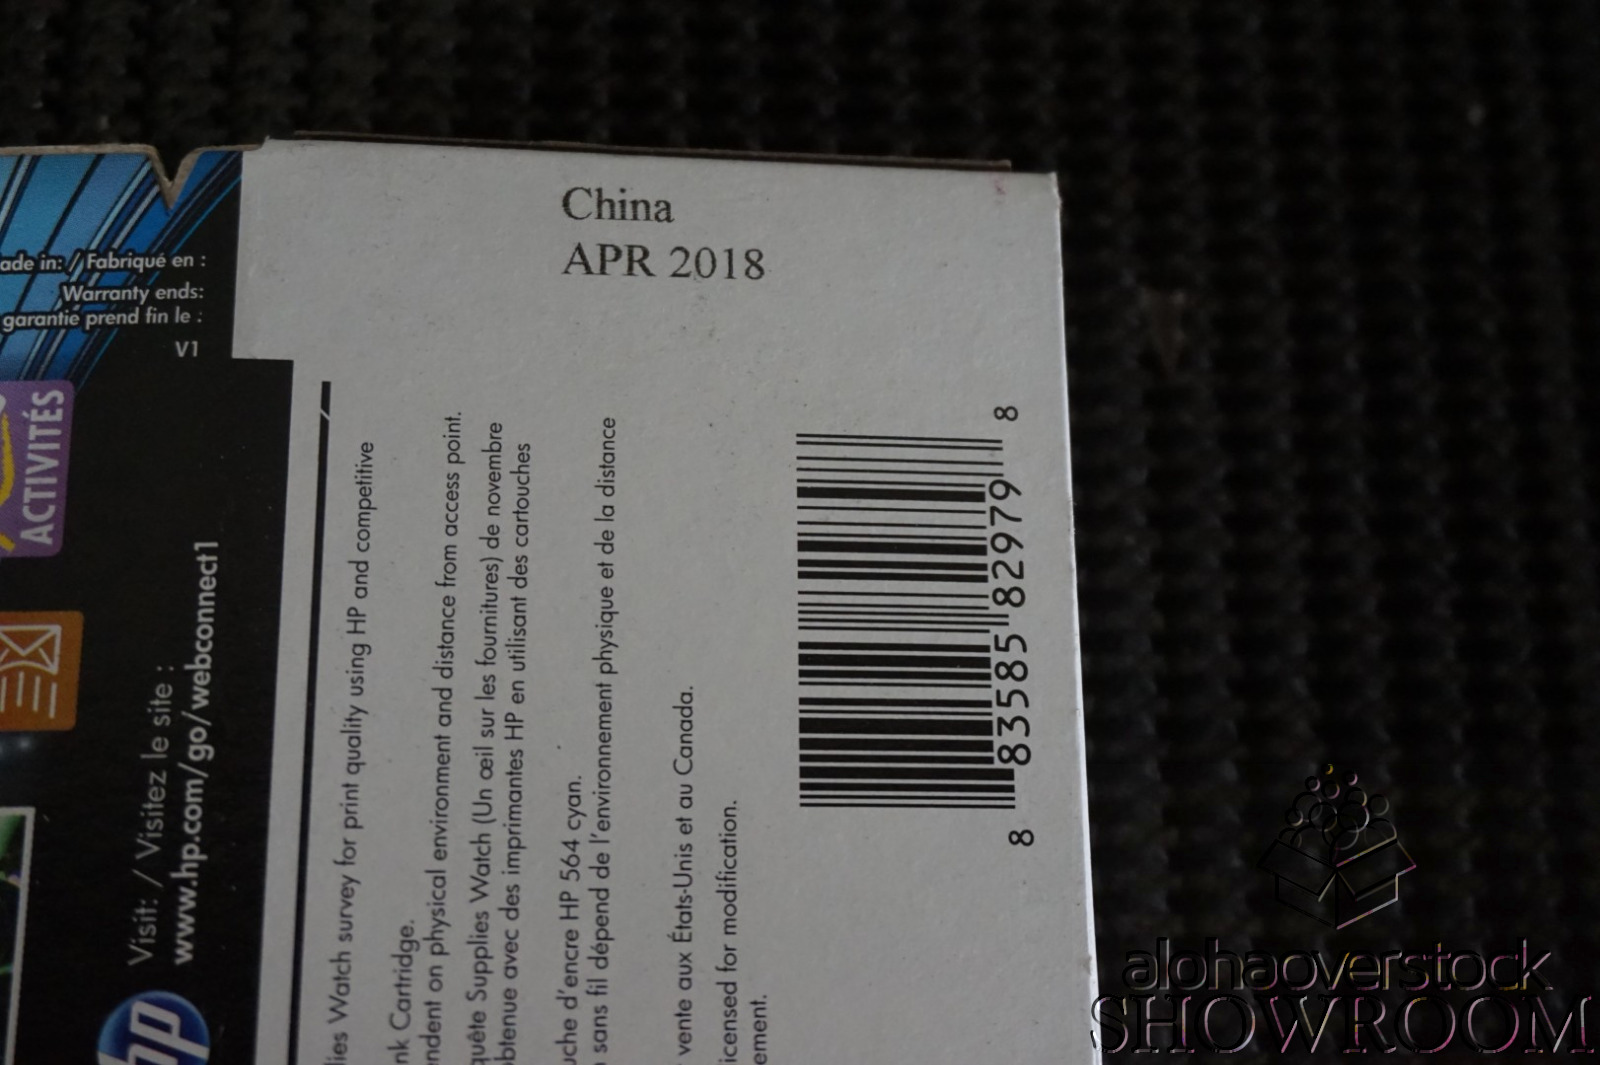 China
APR 2018
ade in: / Fabriqué en :
Warranty ends:
garantie prend fin le :
V1
ACTIVITÉS
Visit: / Visitez le site :
www.hp.com/go/webconnect1
hp
lies Watch survey for print quality using HP and competitive
nk Cartridge.
endent on physical environment and distance from access point.
quête Supplies Watch (Un œil sur les fournitures) de novembre
obtenue avec des imprimantes HP en utilisant des cartouches
uche d'encre HP 564 cyan.
sans fil dépend de l'environnement physique et de la distance
vente aux États-Unis et au Canada.
icensed for modification.
ement.
8 83585 82979 8
alohaoverstock
SHOWROOM